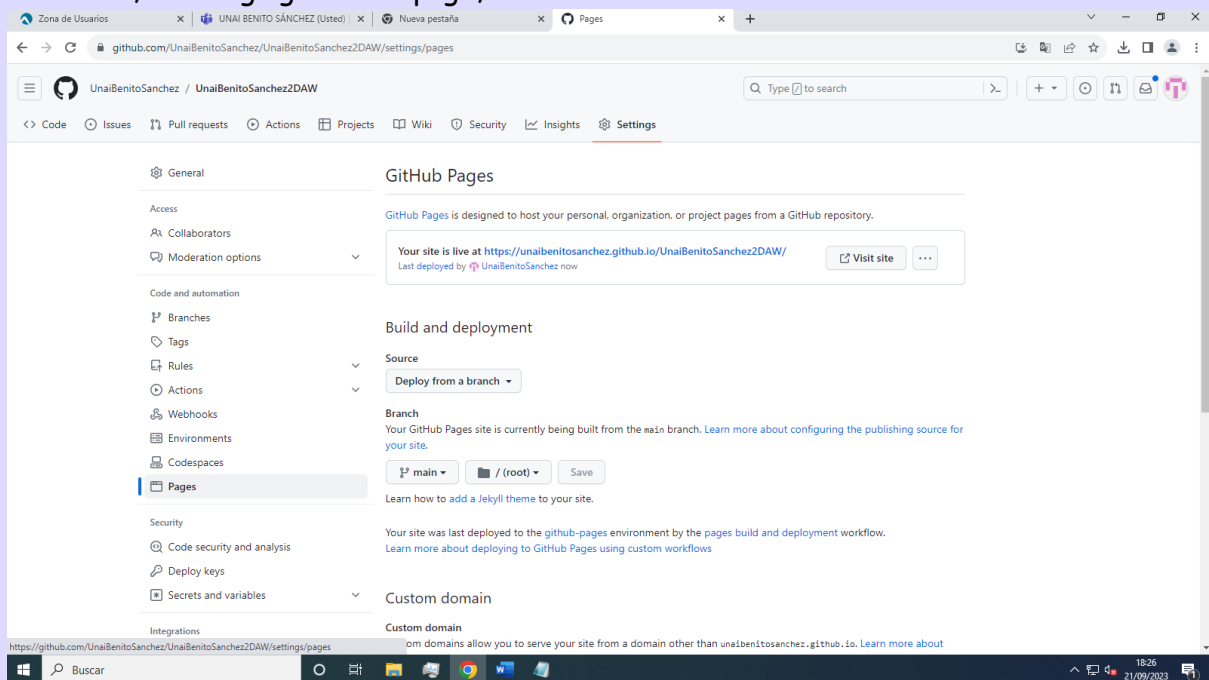 Zona de Usuarios
UNAI BENITO SÁNCHEZ (Usted)
Nueva pestaña
Pages
github.com/UnaiBenitoSanchez/UnaiBenitoSanchez2DAW/settings/pages
UnaiBenitoSanchez / UnaiBenitoSanchez2DAW
Type / to search
Code Issues Pull requests Actions Projects Wiki Security Insights Settings
General
Access
Collaborators
Moderation options
Code and automation
Branches
Tags
Rules
Actions
Webhooks
Environments
Codespaces
Pages
Security
Code security and analysis
Deploy keys
Secrets and variables
Integrations
GitHub Pages
GitHub Pages is designed to host your personal, organization, or project pages from a GitHub repository.
Your site is live at https://unaibenitosanchez.github.io/UnaiBenitoSanchez2DAW/
Last deployed by UnaiBenitoSanchez now
Visit site
Build and deployment
Source
Deploy from a branch
Branch
Your GitHub Pages site is currently being built from the main branch. Learn more about configuring the publishing source for
your site.
main / (root) Save
Learn how to add a Jekyll theme to your site.
Your site was last deployed to the github-pages environment by the pages build and deployment workflow.
Learn more about deploying to GitHub Pages using custom workflows
Custom domain
Custom domain
om domains allow you to serve your site from a domain other than unaibenitosanchez.github.io. Learn more about
https://github.com/UnaiBenitoSanchez/UnaiBenitoSanchez2DAW/settings/pages
Buscar
18:26
21/09/2023